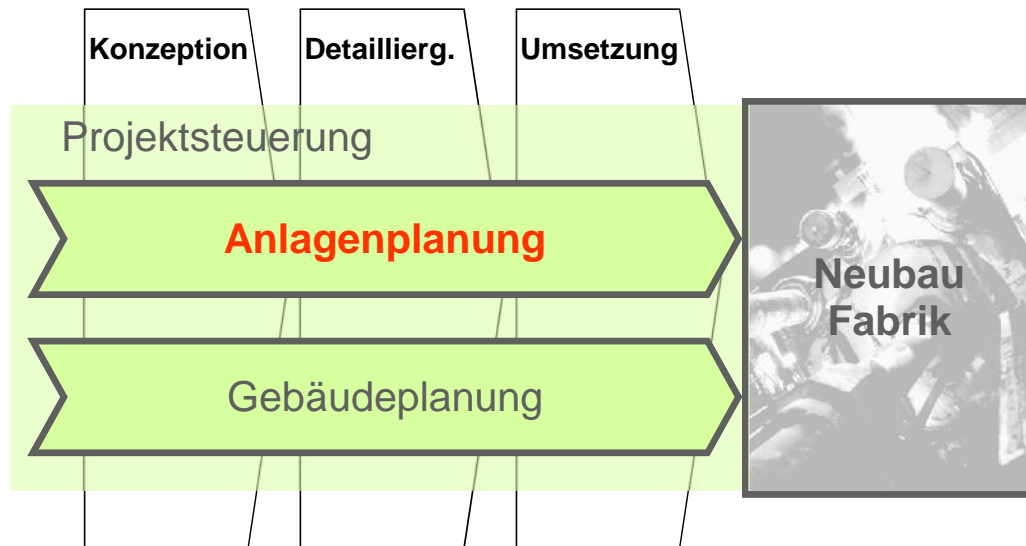 Konzeption
Detaillierg.
Umsetzung
Projektsteuerung
Anlagenplanung
Neubau
Fabrik
Gebäudeplanung